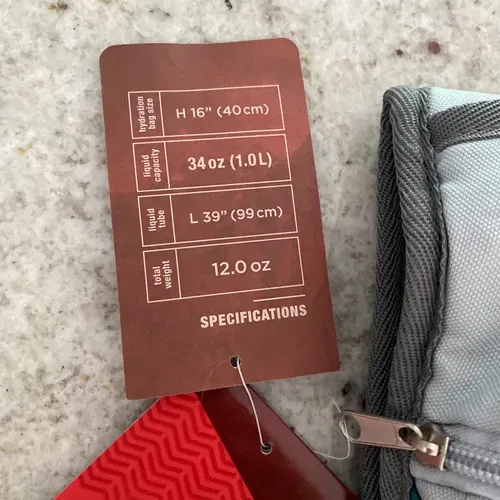 hydration
bag size
H 16" (40cm)
liquid
capacity
34oz (1.0L)
liquid
tube
L 39" (99cm)
total
weight
12.0 oz
SPECIFICATIONS